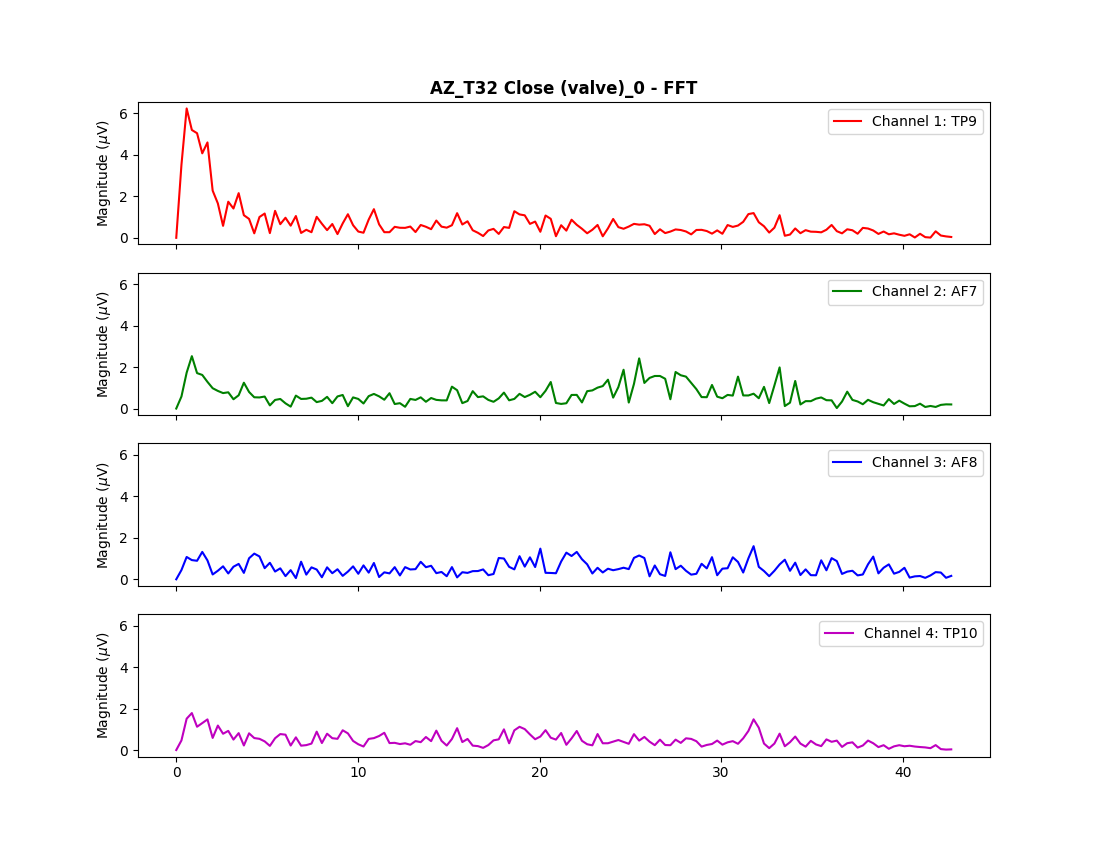 AZ_T32 Close (valve)_0 - FFT
Magnitude (μV)
6
4
2
0
Channel 1: TP9
Magnitude (μV)
6
4
2
0
Channel 2: AF7
Magnitude (μV)
6
4
2
0
Channel 3: AF8
Magnitude (μV)
6
4
2
0
Channel 4: TP10
0 10 20 30 40